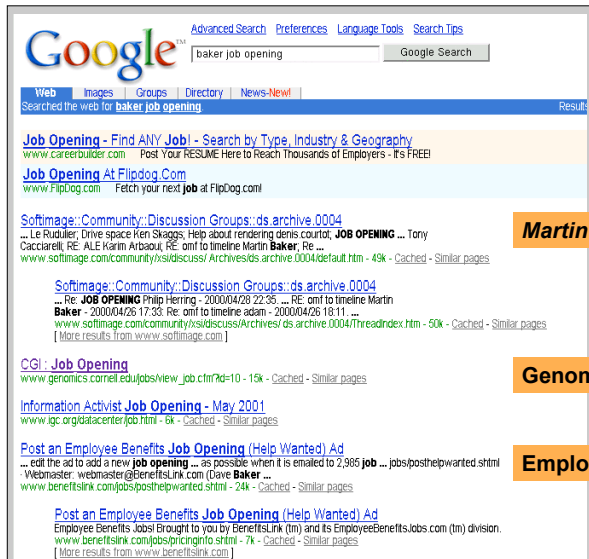 Advanced Search Preferences Language Tools Search Tips
Google™
baker job opening Google Search
Web Images Groups Directory News-New!
Searched the web for baker job opening. Results
Job Opening - Find ANY Job! - Search by Type, Industry & Geography
www.careerbuilder.com Post Your RESUME Here to Reach Thousands of Employers - It's FREE!
Job Opening At Flipdog.Com
www.FlipDog.com Fetch your next job at FlipDog.com!
Softimage::Community::Discussion Groups::ds.archive.0004
... Le Rudulier; Drive space Ken Skaggs; Help about rendering denis.courtot; JOB OPENING ... Tony
Cacciarelli; RE: ALE Karim Arbaoui; RE: omf to timeline Martin Baker; Re ...
www.softimage.com/community/xsi/discuss/ Archives/ds.archive.0004/default.htm - 49k - Cached - Similar pages
Martin
Softimage::Community::Discussion Groups::ds.archive.0004
... Re: JOB OPENING Philip Herring - 2000/04/28 22:35. ... RE: omf to timeline Martin
Baker - 2000/04/26 17:33: Re: omf to timeline adam - 2000/04/26 18:11. ...
www.softimage.com/community/xsi/discuss/Archives/ ds.archive.0004/ThreadIndex.htm - 50k - Cached - Similar pages
[ More results from www.softimage.com ]
CGI : Job Opening
www.genomics.cornell.edu/jobs/view_job.cfm?id=10 - 15k - Cached - Similar pages
Genom
Information Activist Job Opening - May 2001
www.igc.org/datacenter/job.html - 6k - Cached - Similar pages
Post an Employee Benefits Job Opening (Help Wanted) Ad
... edit the ad to add a new job opening ... as possible when it is emailed to 2,985 job ... jobs/posthelpwanted.shtml
· Webmaster: webmaster@BenefitsLink.com (Dave Baker ...
www.benefitslink.com/jobs/posthelpwanted.shtml - 24k - Cached - Similar pages
Emplo
Post an Employee Benefits Job Opening (Help Wanted) Ad
Employee Benefits Jobs! Brought to you by BenefitsLink (tm) and its EmployeeBenefitsJobs.com (tm) division.
www.benefitslink.com/jobs/pricinginfo.shtml - 7k - Cached - Similar pages
[ More results from www.benefitslink.com ]